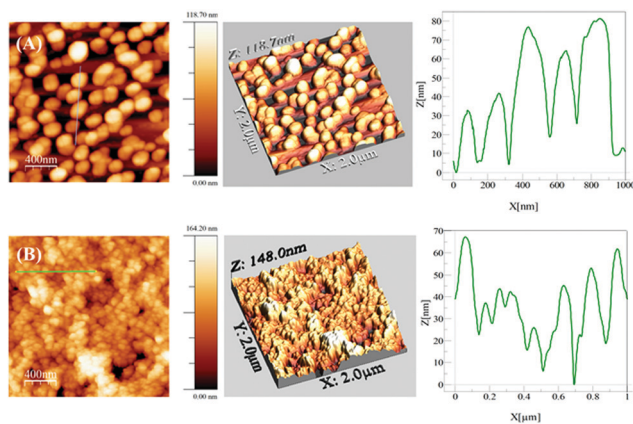 118.70 nm
(A)
400nm
0.00 nm
Z: 118.7nm
Y: 2.0µm
X: 2.0µm
Z[nm]
80
70
60
50
40
30
20
10
0
0 200 400 600 800 1000
X[nm]
164.20 nm
(B)
400nm
0.00 nm
Z: 148.0nm
Y: 2.0µm
X: 2.0µm
Z[nm]
70
60
50
40
30
20
10
0
0 0.2 0.4 0.6 0.8 1
X[µm]